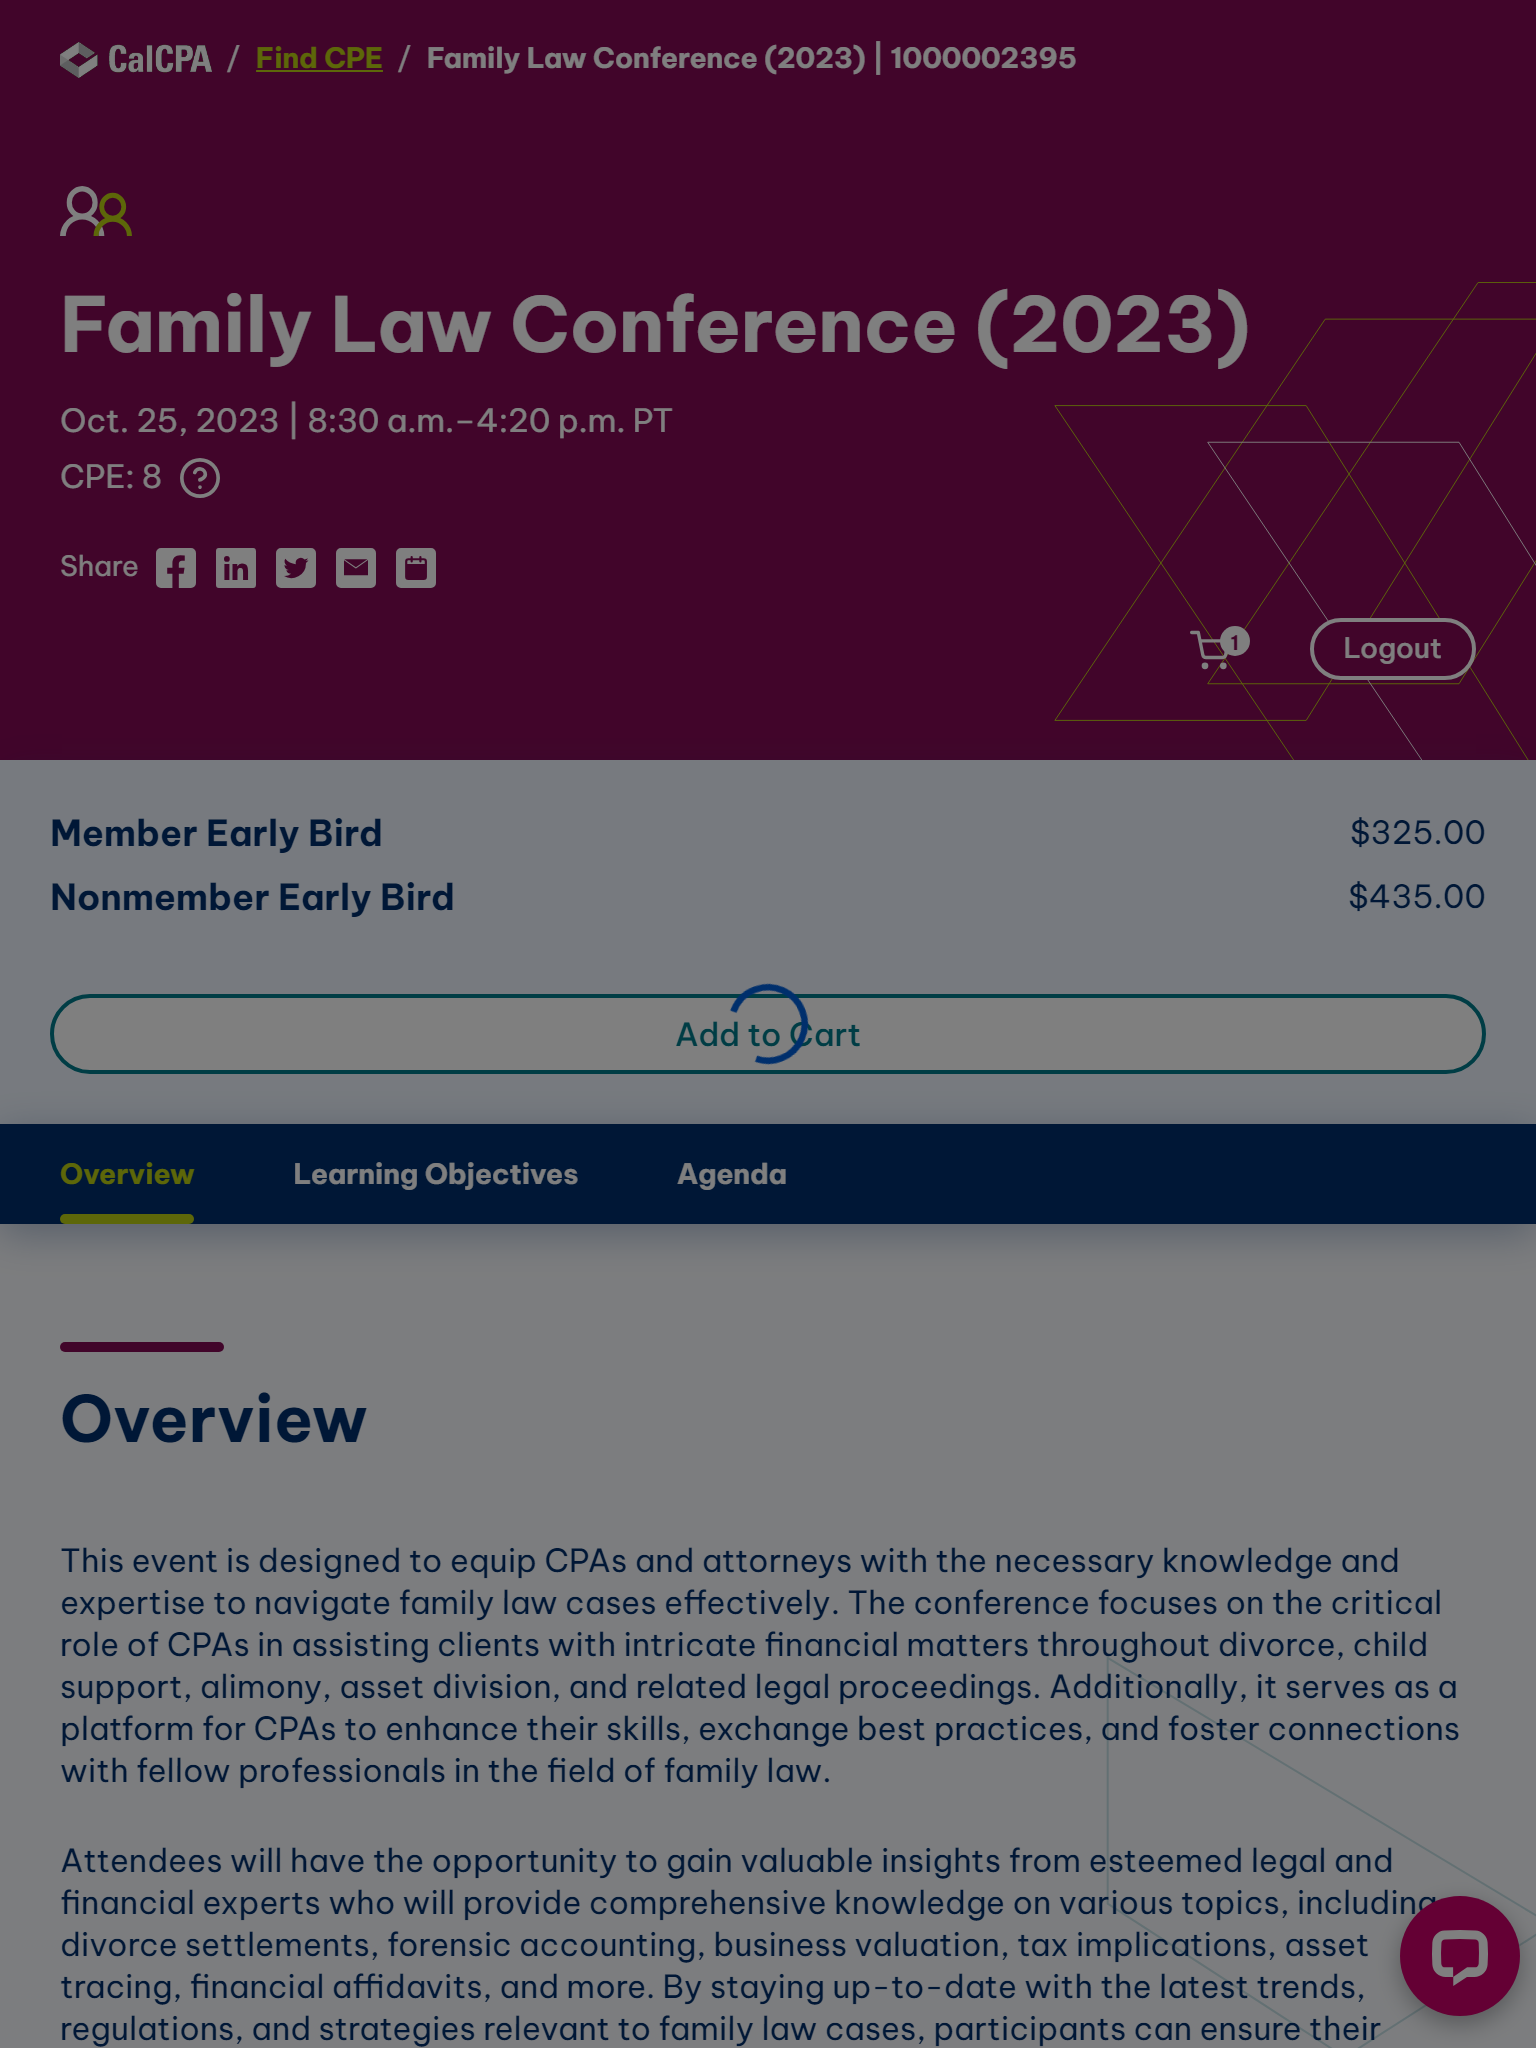 CalCPA / Find CPE / Family Law Conference (2023) | 1000002395
Family Law Conference (2023)
Oct. 25, 2023 | 8:30 a.m.–4:20 p.m. PT
CPE: 8 ?
Share
1 Logout
Member Early Bird $325.00
Nonmember Early Bird $435.00
Add to Cart
Overview Learning Objectives Agenda
Overview
This event is designed to equip CPAs and attorneys with the necessary knowledge and
expertise to navigate family law cases effectively. The conference focuses on the critical
role of CPAs in assisting clients with intricate financial matters throughout divorce, child
support, alimony, asset division, and related legal proceedings. Additionally, it serves as a
platform for CPAs to enhance their skills, exchange best practices, and foster connections
with fellow professionals in the field of family law.
Attendees will have the opportunity to gain valuable insights from esteemed legal and
financial experts who will provide comprehensive knowledge on various topics, including
divorce settlements, forensic accounting, business valuation, tax implications, asset
tracing, financial affidavits, and more. By staying up-to-date with the latest trends,
regulations, and strategies relevant to family law cases, participants can ensure their